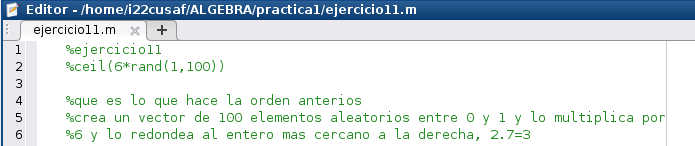 Editor - /home/i22cusaf/ALGEBRA/practica1/ejercicio11.m
ejercicio11.m × +
1 %ejercicio11
2 %ceil(6*rand(1,100))
3
4 %que es lo que hace la orden anterios
5 %crea un vector de 100 elementos aleatorios entre 0 y 1 y lo multiplica por
6 %6 y lo redondea al entero mas cercano a la derecha, 2.7=3